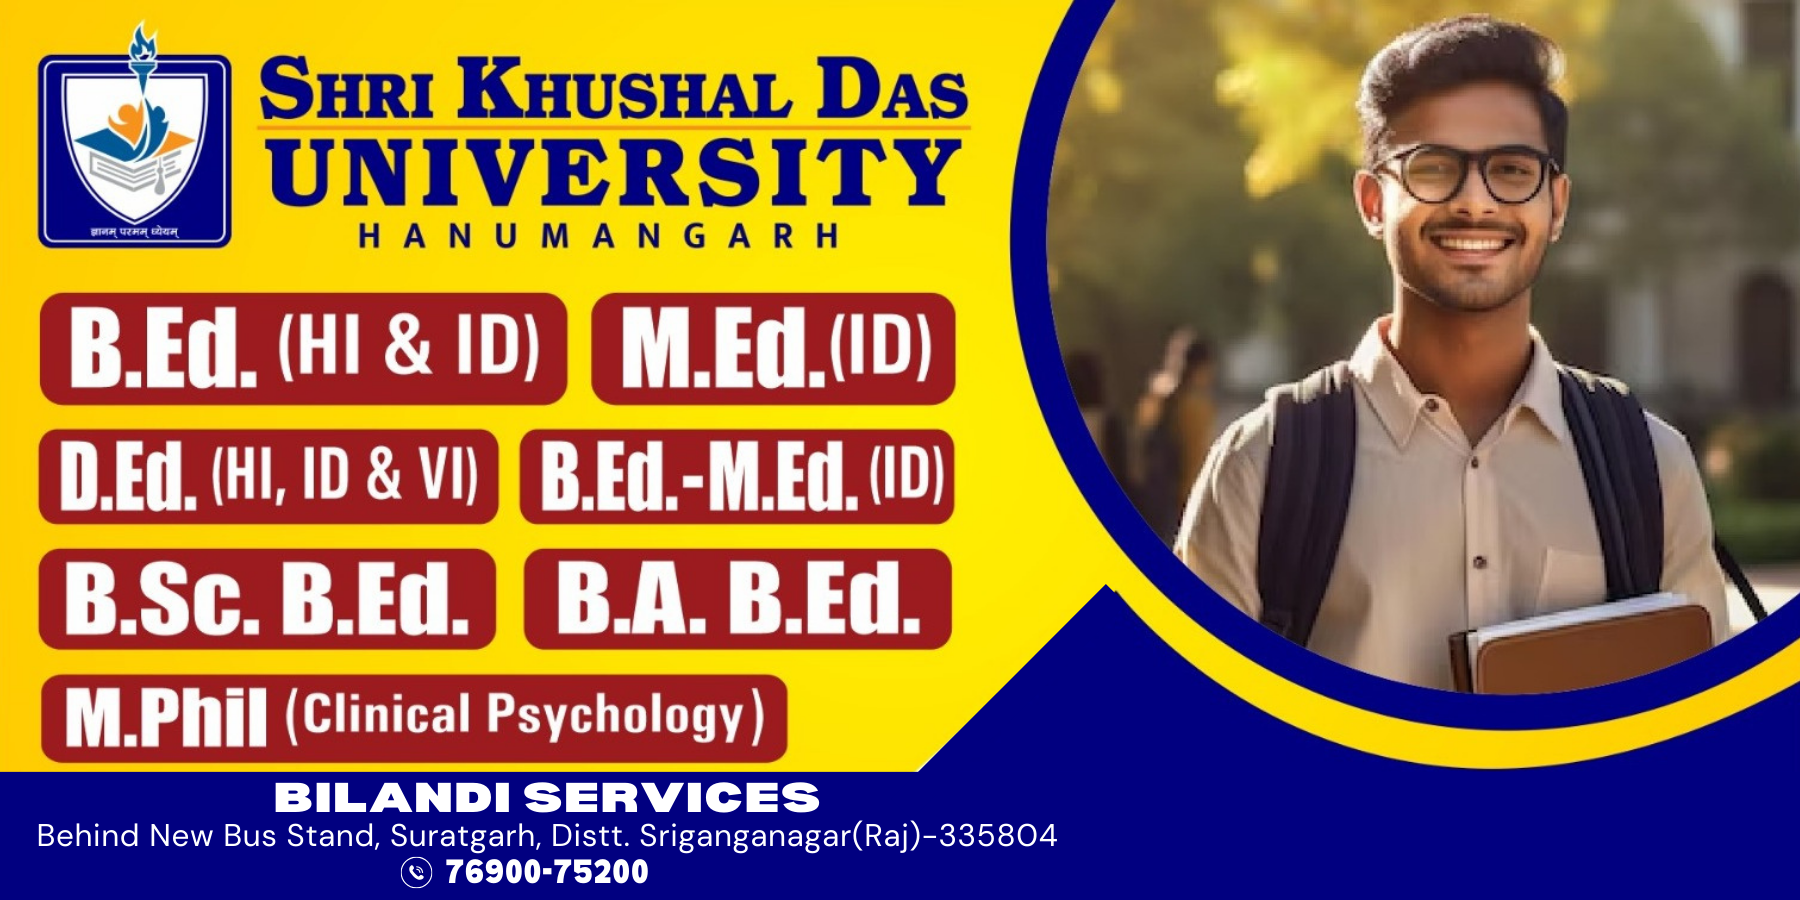 ज्ञानम् परमम् ध्येयम्
SHRI KHUSHAL DAS
UNIVERSITY
HANUMANGARH
B.Ed. (HI & ID)
M.Ed.(ID)
D.Ed. (HI, ID & VI)
B.Ed.-M.Ed. (ID)
B.Sc. B.Ed.
B.A. B.Ed.
M.Phil (Clinical Psychology)
BILANDI SERVICES
Behind New Bus Stand, Suratgarh, Distt. Sriganganagar(Raj)-335804
76900-75200